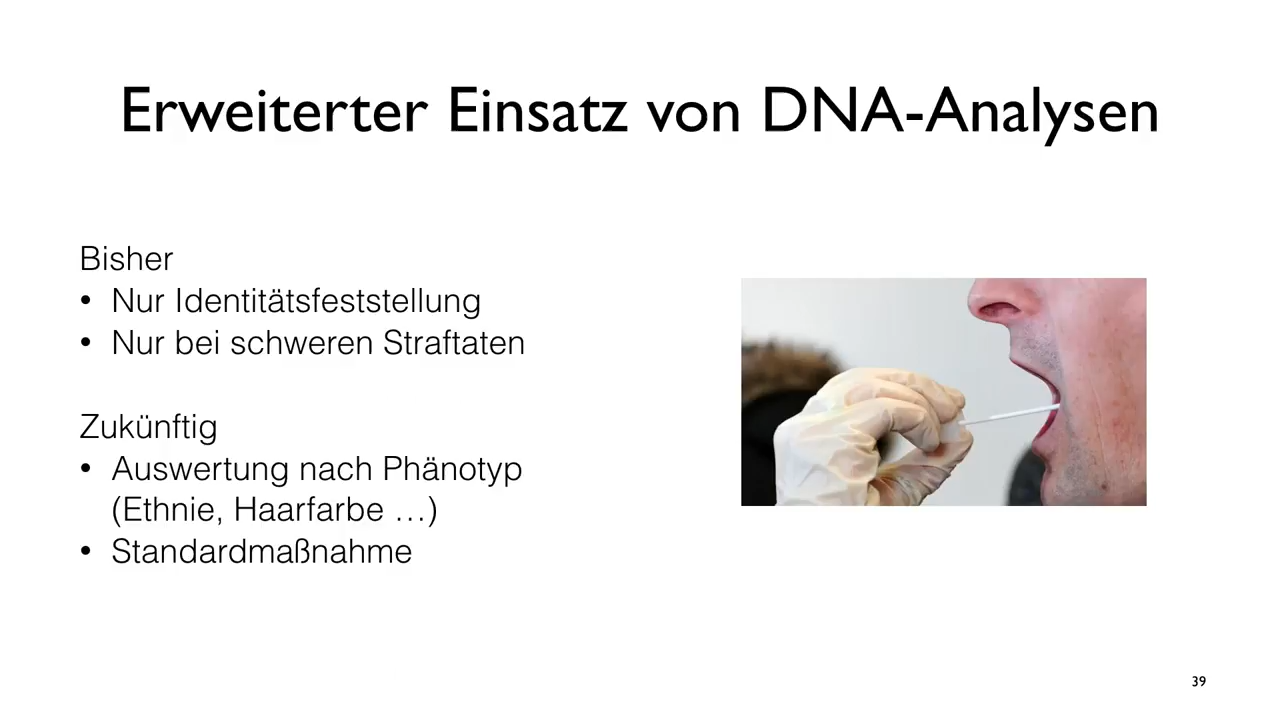 Erweiterter Einsatz von DNA-Analysen
Bisher
• Nur Identitätsfeststellung
• Nur bei schweren Straftaten
Zukünftig
• Auswertung nach Phänotyp
(Ethnie, Haarfarbe …)
• Standardmaßnahme
39